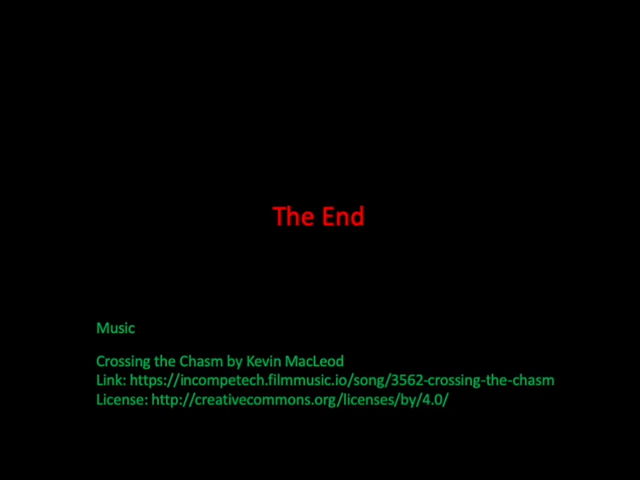 The End
Music
Crossing the Chasm by Kevin MacLeod
Link: https://incompetech.filmmusic.io/song/3562-crossing-the-chasm
License: http://creativecommons.org/licenses/by/4.0/